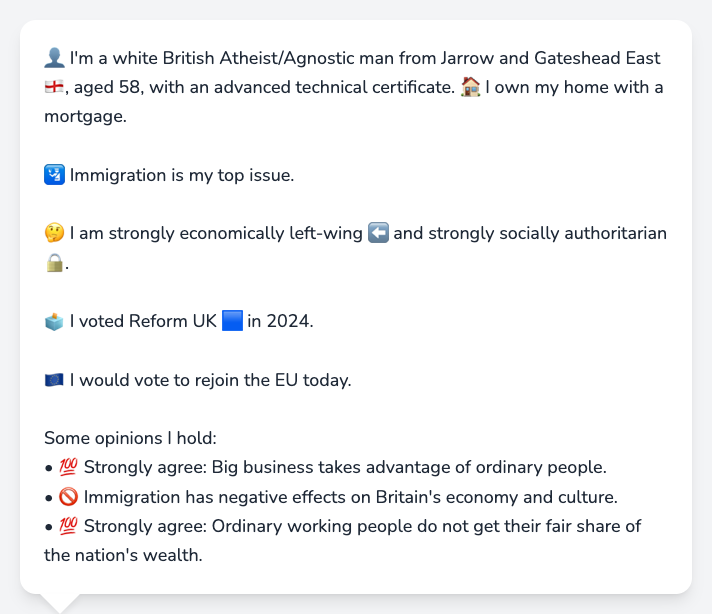 👤 I'm a white British Atheist/Agnostic man from Jarrow and Gateshead East
🏴󠁧󠁢󠁥󠁮󠁧󠁿, aged 58, with an advanced technical certificate. 🏠 I own my home with a
mortgage.
🛂 Immigration is my top issue.
🤔 I am strongly economically left-wing ⬅️ and strongly socially authoritarian
🔒.
🗳️ I voted Reform UK 🟦 in 2024.
🇪🇺 I would vote to rejoin the EU today.
Some opinions I hold:
• 💯 Strongly agree: Big business takes advantage of ordinary people.
• 🚫 Immigration has negative effects on Britain's economy and culture.
• 💯 Strongly agree: Ordinary working people do not get their fair share of
the nation's wealth.